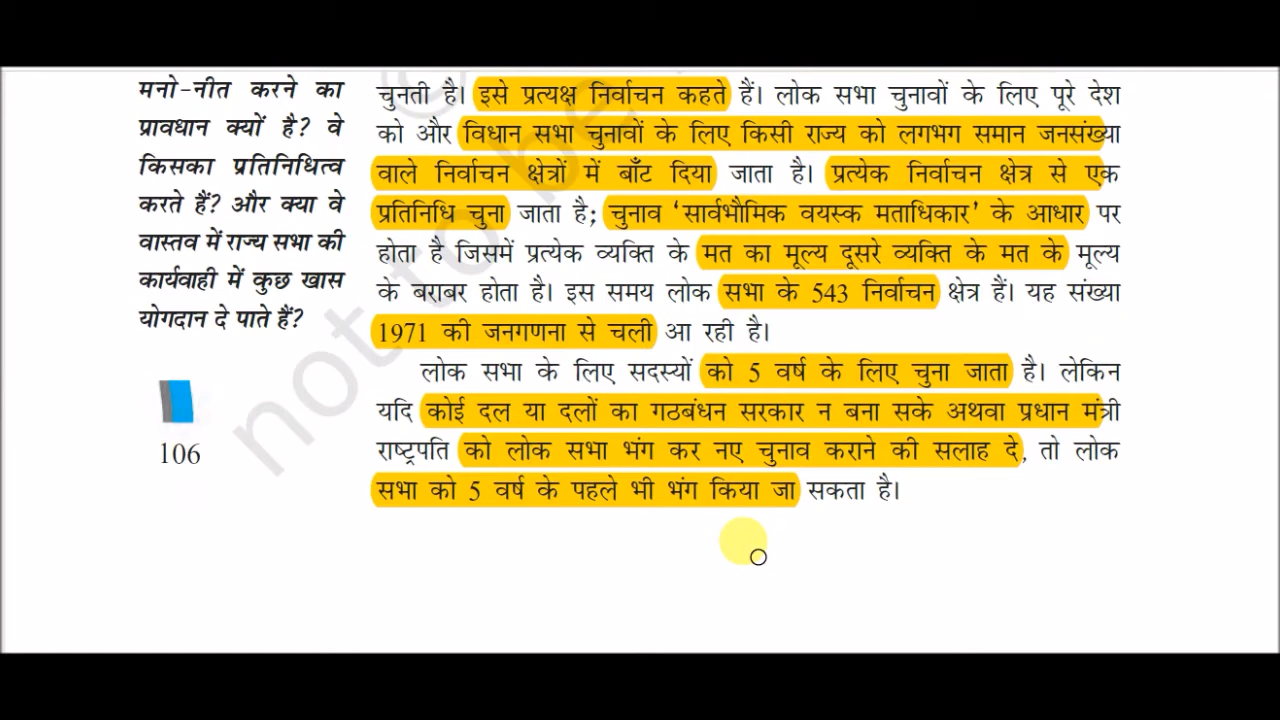 मनो-नीत करने का
प्रावधान क्यों है? वे
किसका प्रतिनिधित्व
करते हैं? और क्या वे
वास्तव में राज्य सभा की
कार्यवाही में कुछ खास
योगदान दे पाते हैं?
106
चुनती है। इसे प्रत्यक्ष निर्वाचन कहते हैं। लोक सभा चुनावों के लिए पूरे देश
को और विधान सभा चुनावों के लिए किसी राज्य को लगभग समान जनसंख्या
वाले निर्वाचन क्षेत्रों में बाँट दिया जाता है। प्रत्येक निर्वाचन क्षेत्र से एक
प्रतिनिधि चुना जाता है; चुनाव ‘सार्वभौमिक वयस्क मताधिकार’ के आधार पर
होता है जिसमें प्रत्येक व्यक्ति के मत का मूल्य दूसरे व्यक्ति के मत के मूल्य
के बराबर होता है। इस समय लोक सभा के 543 निर्वाचन क्षेत्र हैं। यह संख्या
1971 की जनगणना से चली आ रही है।
लोक सभा के लिए सदस्यों को 5 वर्ष के लिए चुना जाता है। लेकिन
यदि कोई दल या दलों का गठबंधन सरकार न बना सके अथवा प्रधान मंत्री
राष्ट्रपति को लोक सभा भंग कर नए चुनाव कराने की सलाह दे, तो लोक
सभा को 5 वर्ष के पहले भी भंग किया जा सकता है।
© not to be